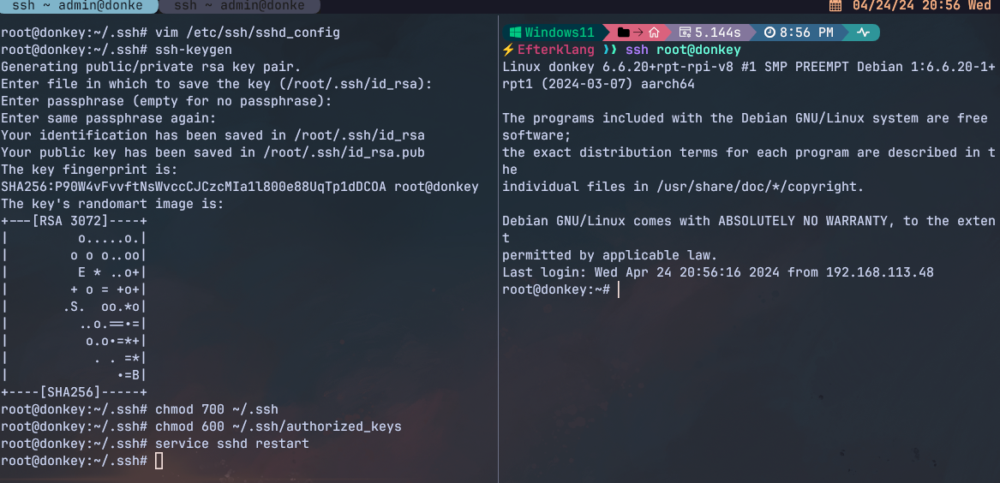 ssh ~ admin@donke
ssh ~ admin@donke
04/24/24 20:56 Wed
root@donkey:~/.ssh# vim /etc/ssh/sshd_config
root@donkey:~/.ssh# ssh-keygen
Generating public/private rsa key pair.
Enter file in which to save the key (/root/.ssh/id_rsa):
Enter passphrase (empty for no passphrase):
Enter same passphrase again:
Your identification has been saved in /root/.ssh/id_rsa
Your public key has been saved in /root/.ssh/id_rsa.pub
The key fingerprint is:
SHA256:P90W4vFvvftNsWvccCJCzcMIa1l800e88UqTp1dDCOA root@donkey
The key's randomart image is:
+---[RSA 3072]----+
|         o.....o.|
|        o o o..oo|
|         E * ..o+|
|        + o = +o+|
|       .S.  oo.*o|
|         ..o.==•=|
|          o.o•=*+|
|           . . =*|
|              •=B|
+----[SHA256]-----+
root@donkey:~/.ssh# chmod 700 ~/.ssh
root@donkey:~/.ssh# chmod 600 ~/.ssh/authorized_keys
root@donkey:~/.ssh# service sshd restart
root@donkey:~/.ssh#
Windows11 5.144s 8:56 PM
Efterklang ssh root@donkey
Linux donkey 6.6.20+rpt-rpi-v8 #1 SMP PREEMPT Debian 1:6.6.20-1+
rpt1 (2024-03-07) aarch64
The programs included with the Debian GNU/Linux system are free
software;
the exact distribution terms for each program are described in t
he
individual files in /usr/share/doc/*/copyright.
Debian GNU/Linux comes with ABSOLUTELY NO WARRANTY, to the exten
t
permitted by applicable law.
Last login: Wed Apr 24 20:56:16 2024 from 192.168.113.48
root@donkey:~#